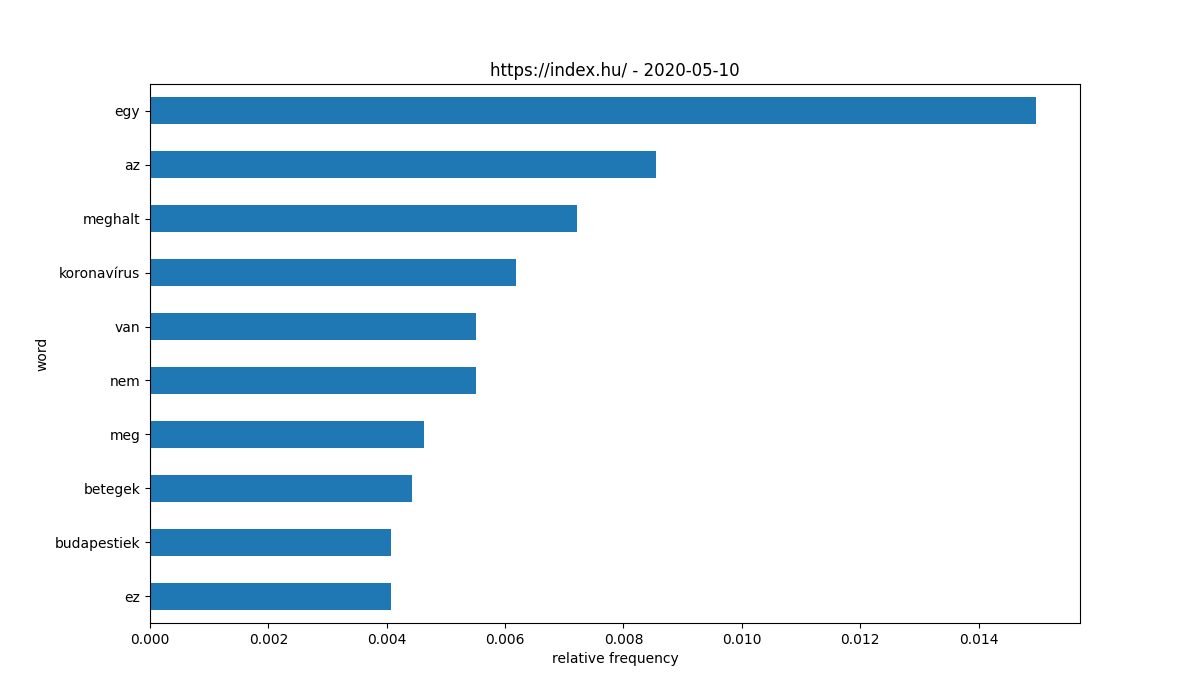 https://index.hu/ - 2020-05-10
egy
az
meghalt
koronavírus
van
nem
meg
betegek
budapestiek
ez
word
0.000 0.002 0.004 0.006 0.008 0.010 0.012 0.014
relative frequency